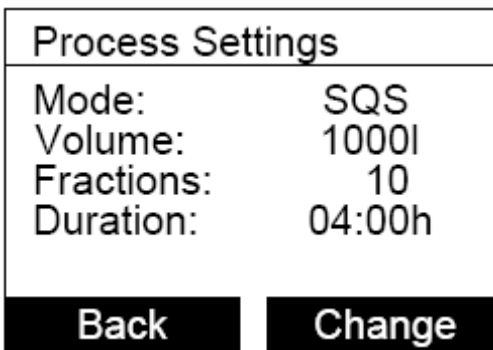 Process Settings
Mode: SQS
Volume: 1000l
Fractions: 10
Duration: 04:00h
Back Change